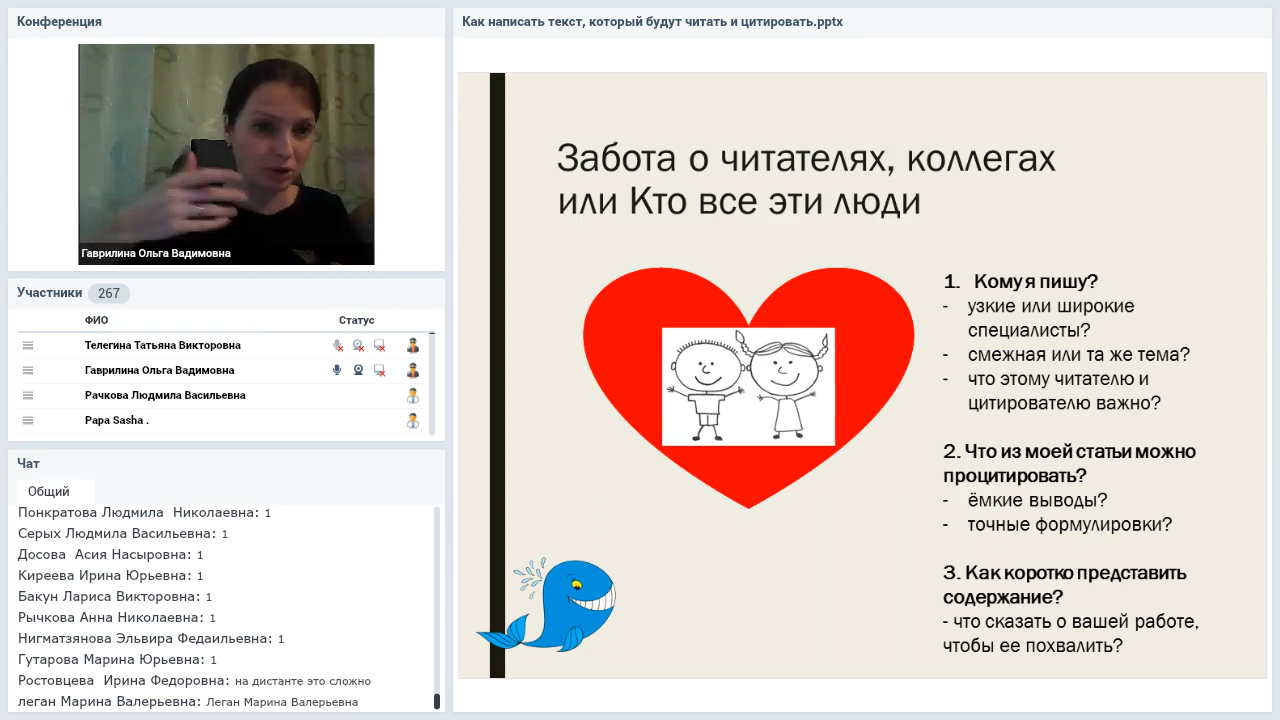 Конференция
Гаврилина Ольга Вадимовна
Участники 267
ФИО Статус
Телегина Татьяна Викторовна
Гаврилина Ольга Вадимовна
Рачкова Людмила Васильевна
Papa Sasha .
Чат
Общий
Понкратова Людмила Николаевна: 1
Серых Людмила Васильевна: 1
Досова Асия Насыровна: 1
Киреева Ирина Юрьевна: 1
Бакун Лариса Викторовна: 1
Рычкова Анна Николаевна: 1
Нигматзянова Эльвира Федаильевна: 1
Гутарова Марина Юрьевна: 1
Ростовцева Ирина Федоровна: на дистанте это сложно
леган Марина Валерьевна: Леган Марина Валерьевна
Как написать текст, который будут читать и цитировать.pptx
Забота о читателях, коллегах
или Кто все эти люди
1. Кому я пишу?
- узкие или широкие
специалисты?
- смежная или та же тема?
- что этому читателю и
цитирователю важно?
2. Что из моей статьи можно
процитировать?
- ёмкие выводы?
- точные формулировки?
3. Как коротко представить
содержание?
- что сказать о вашей работе,
чтобы ее похвалить?